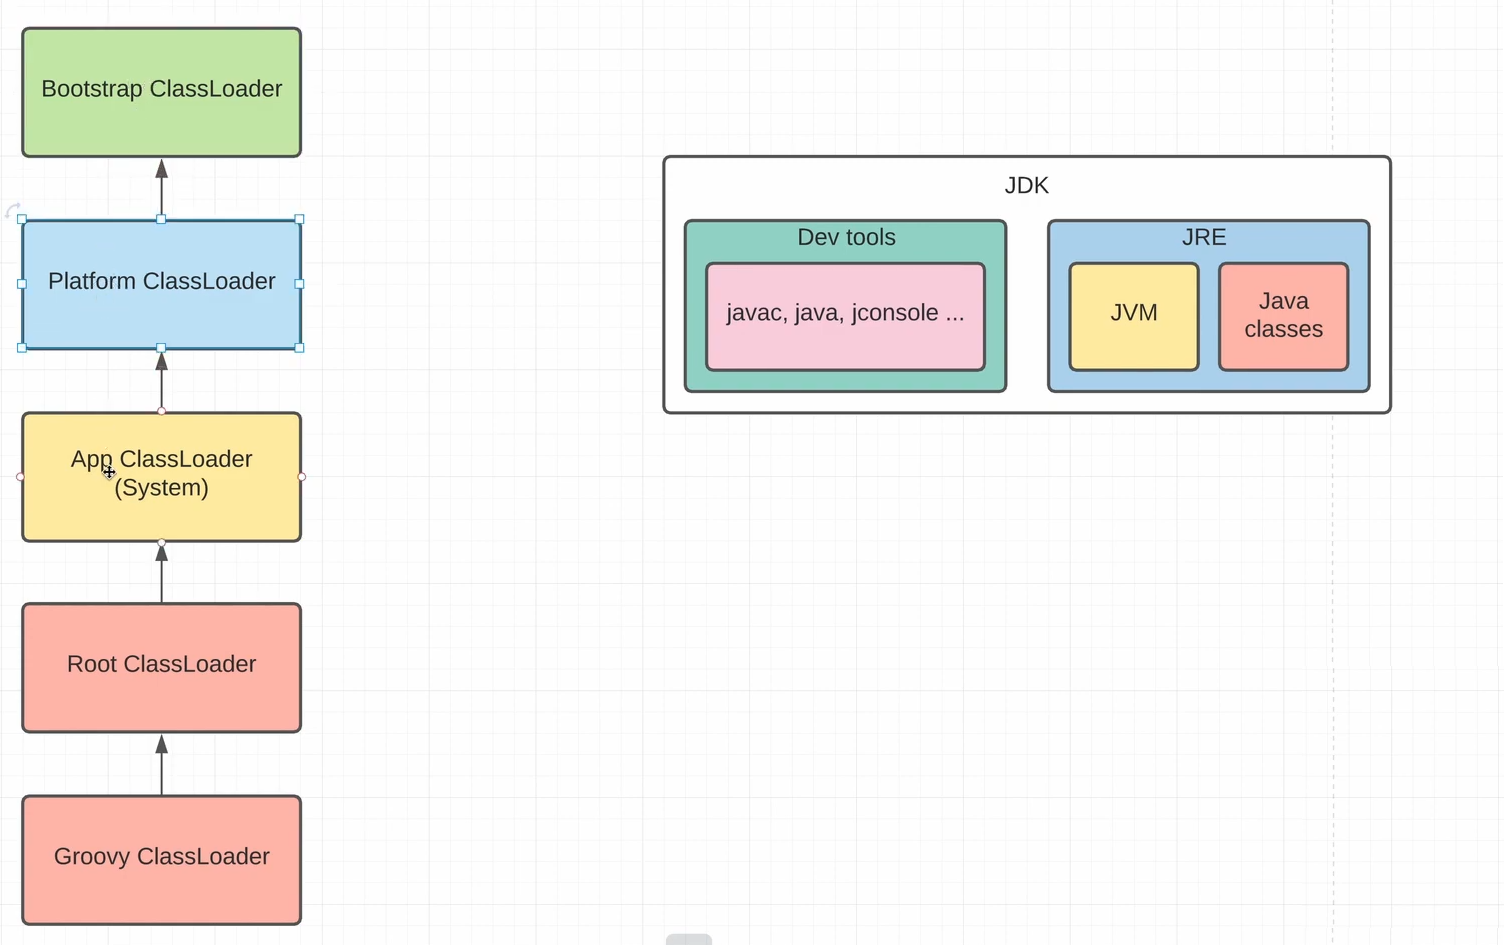 Bootstrap ClassLoader
Platform ClassLoader
App ClassLoader
(System)
Root ClassLoader
Groovy ClassLoader
JDK
Dev tools
javac, java, jconsole ...
JRE
JVM
Java
classes